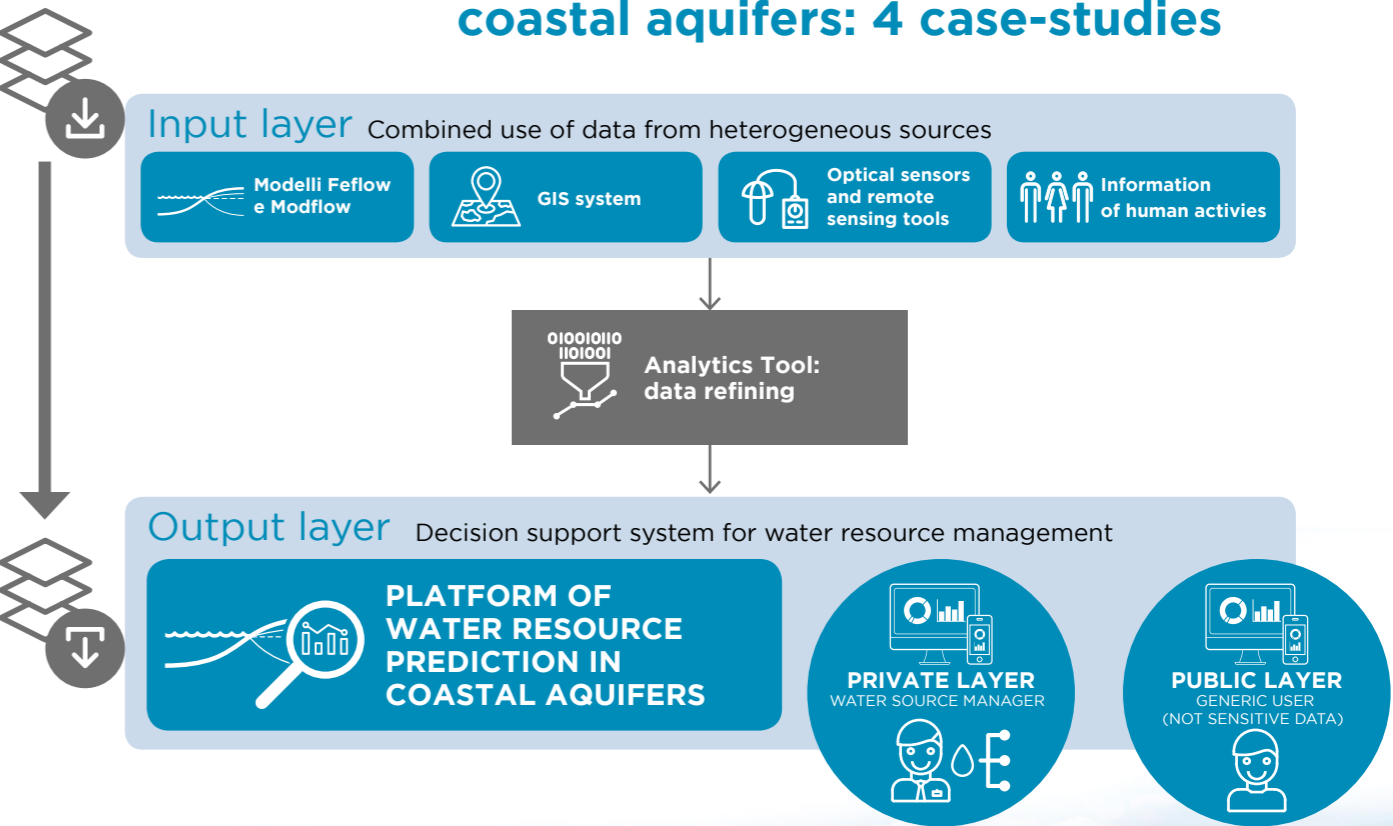 coastal aquifers: 4 case-studies
Input layer Combined use of data from heterogeneous sources
Modelli Feflow
e Modflow
GIS system
Optical sensors
and remote
sensing tools
Information
of human activies
010010110
1101001
Analytics Tool:
data refining
Output layer Decision support system for water resource management
PLATFORM OF
WATER RESOURCE
PREDICTION IN
COASTAL AQUIFERS
PRIVATE LAYER
WATER SOURCE MANAGER
PUBLIC LAYER
GENERIC USER
(NOT SENSITIVE DATA)